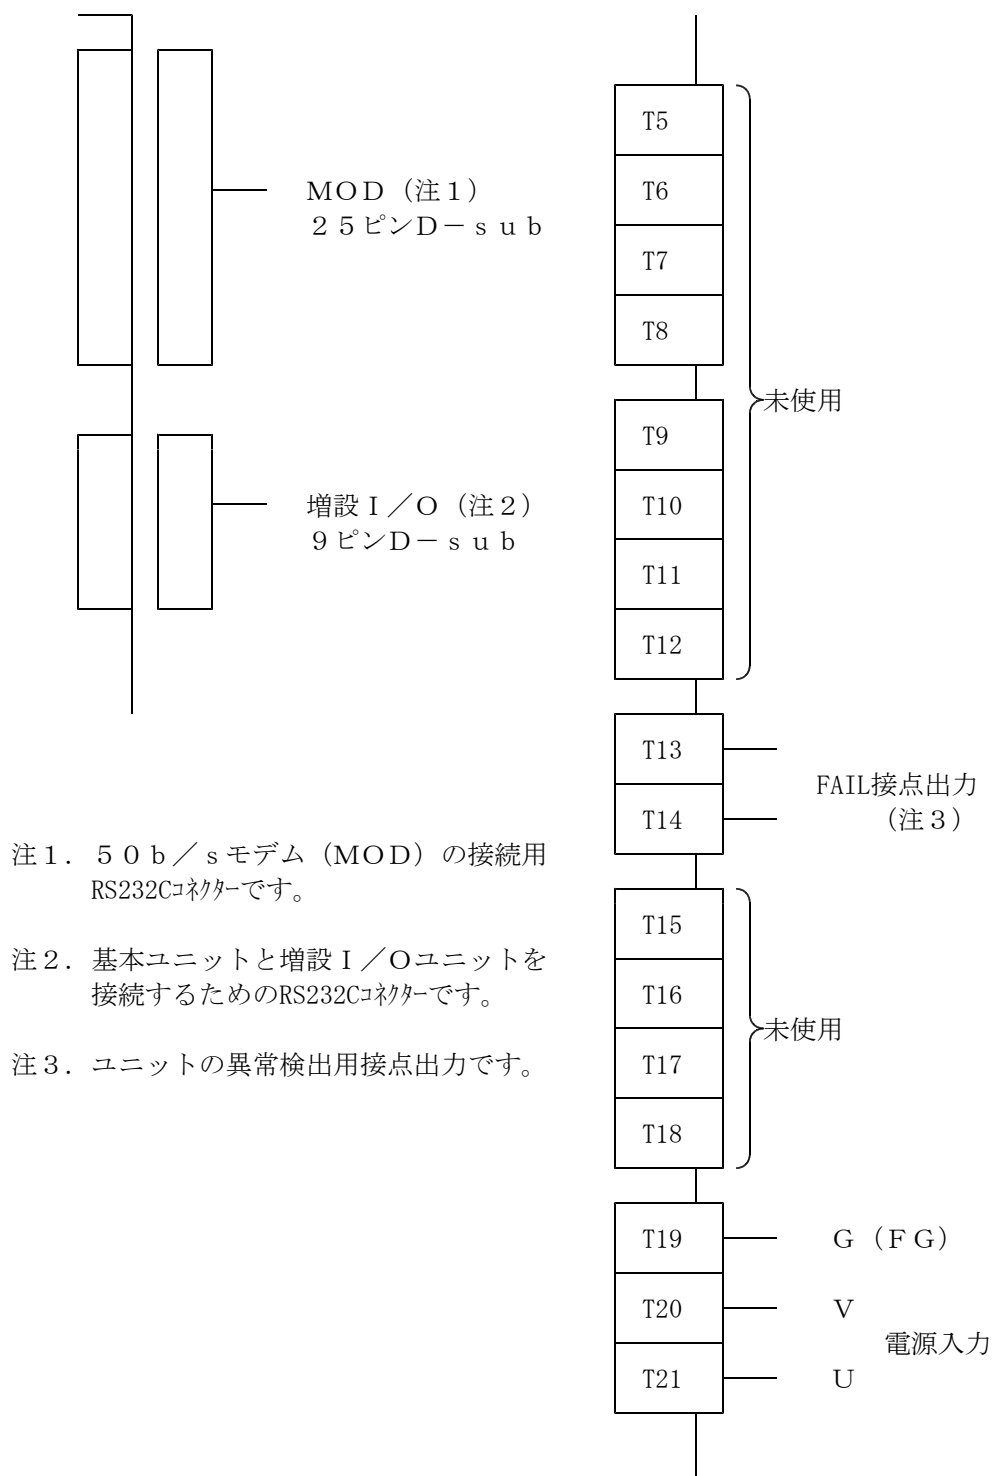 MOD（注１）
２５ピンD－ｓｕｂ
増設Ｉ／O（注２）
９ピンD－ｓｕｂ
注１．５０ｂ／ｓモデム（MOD）の接続用
RS232Cｺﾈｸﾀｰです。
注２．基本ユニットと増設Ｉ／Oユニットを
接続するためのRS232Cｺﾈｸﾀｰです。
注３．ユニットの異常検出用接点出力です。
T5
T6
T7
T8
T9
T10
T11
T12
未使用
T13
T14
FAIL接点出力
（注３）
T15
T16
T17
T18
未使用
T19
G（ＦG）
T20
V
電源入力
T21
U